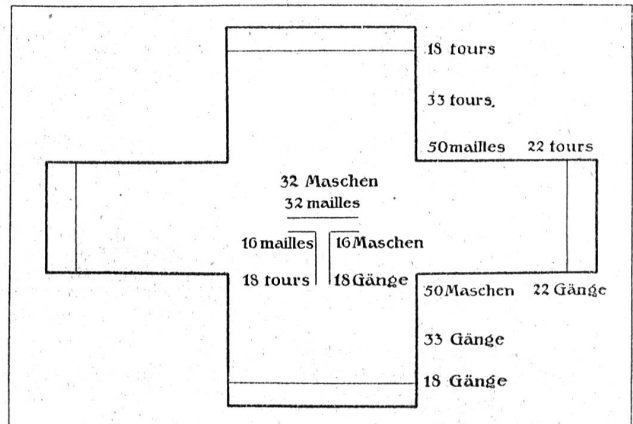 18 tours
33 tours.
50 mailles 22 tours
32 Maschen
32 mailles
16 mailles 16 Maschen
18 tours 18 Gänge
50 Maschen 22 Gänge
33 Gänge
18 Gänge